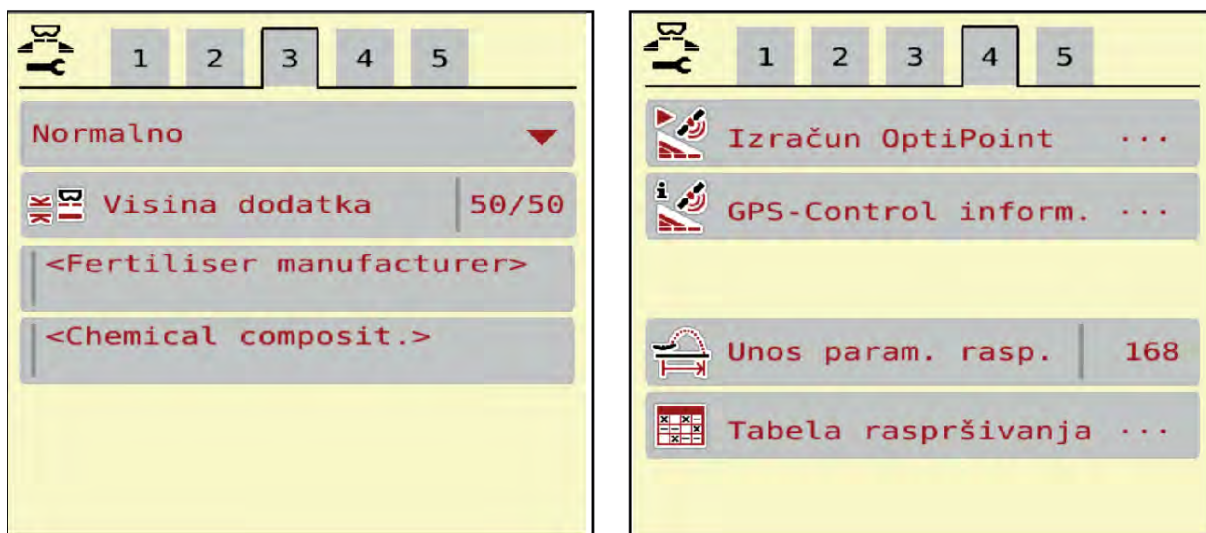 1 2 3 4 5
Normalno
Visina dodatka 50/50
<Fertiliser manufacturer>
<Chemical composit.>
1 2 3 4 5
Izračun OptiPoint ...
GPS-Control inform. ...
Unos param. rasp. 168
Tabela raspršivanja ...